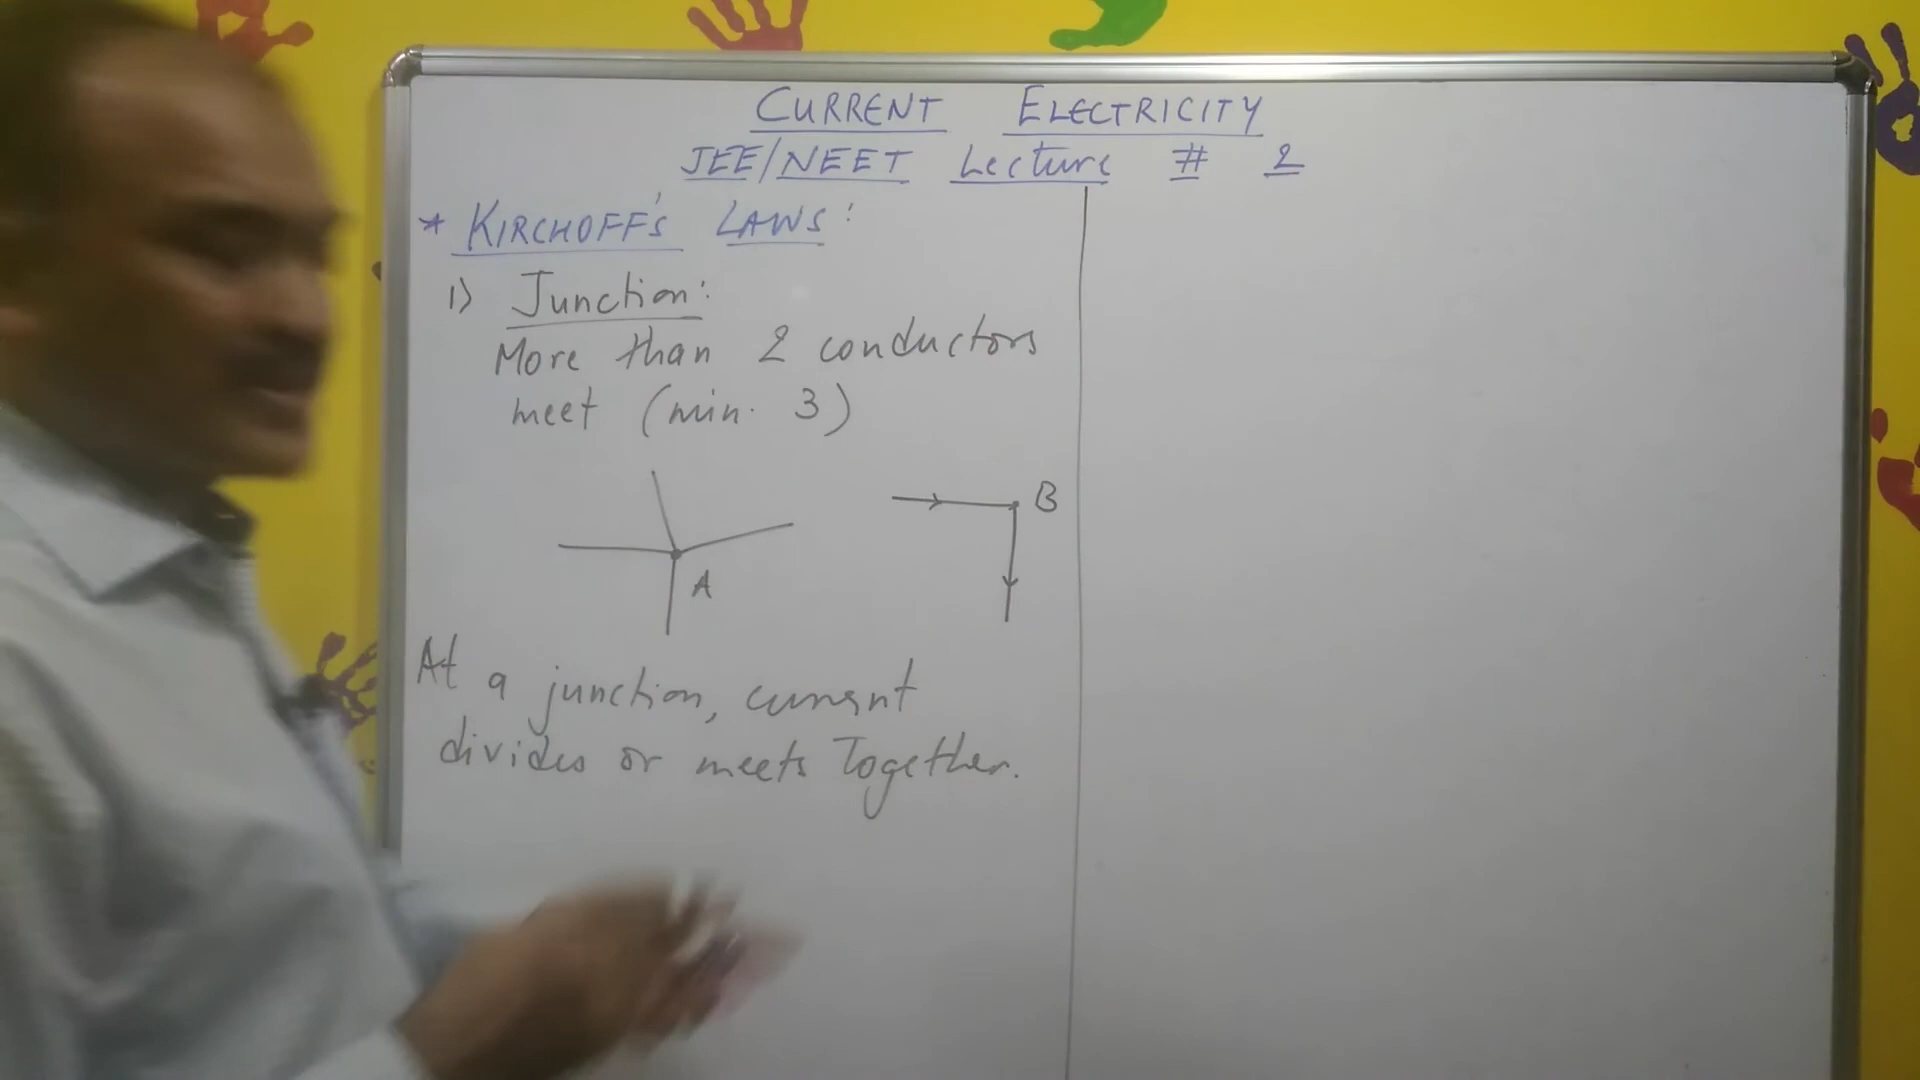 CURRENT ELECTRICITY
JEE/NEET Lecture # 2
* KIRCHOFF'S LAWS:
1) Junction:
More than 2 conductors
meet (min. 3)
B
A
At a junction, current
divides or meets Together.